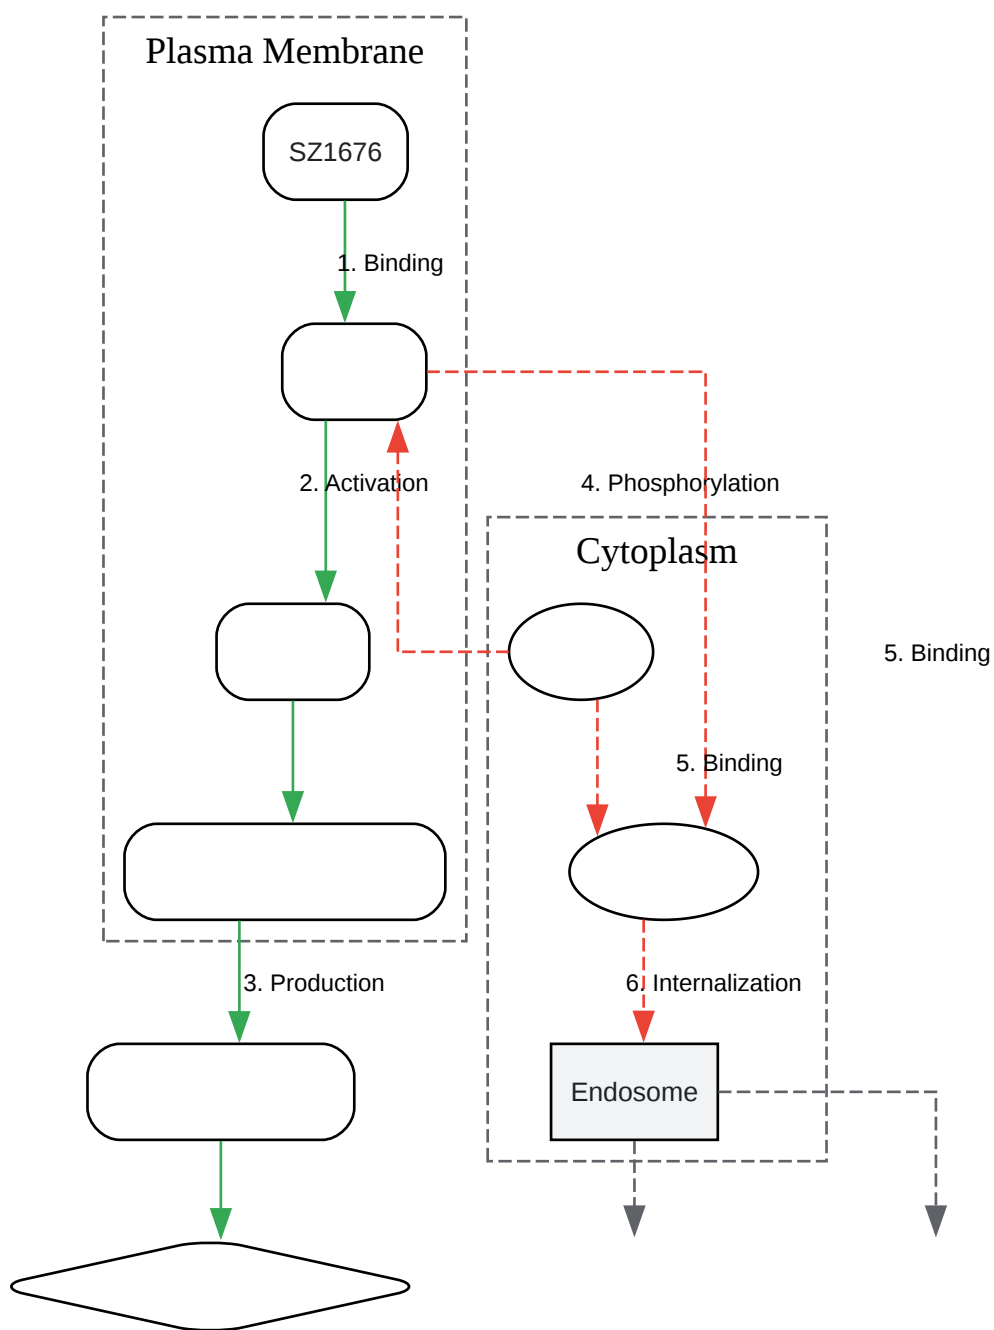 Plasma Membrane
SZ1676
1. Binding
2. Activation
4. Phosphorylation
Cytoplasm
5. Binding
5. Binding
3. Production
6. Internalization
Endosome